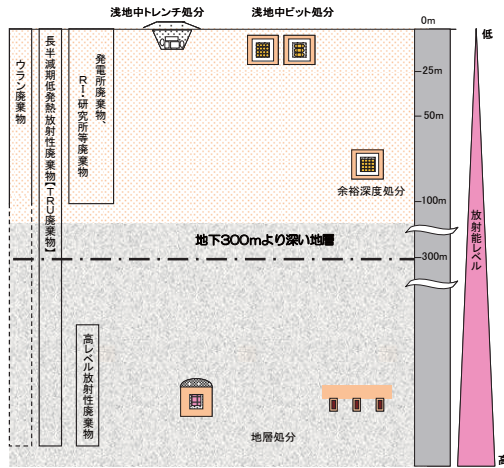 浅地中トレンチ処分
浅地中ピット処分
0m
低
25m
50m
100m
300m
ウラン廃棄物
長半減期低発熱放射性廃棄物【TRU廃棄物】
発電所廃棄物、
RI・研究所等廃棄物
余裕深度処分
地下300mより深い地層
放射能レベル
高レベル放射性廃棄物
地層処分
高